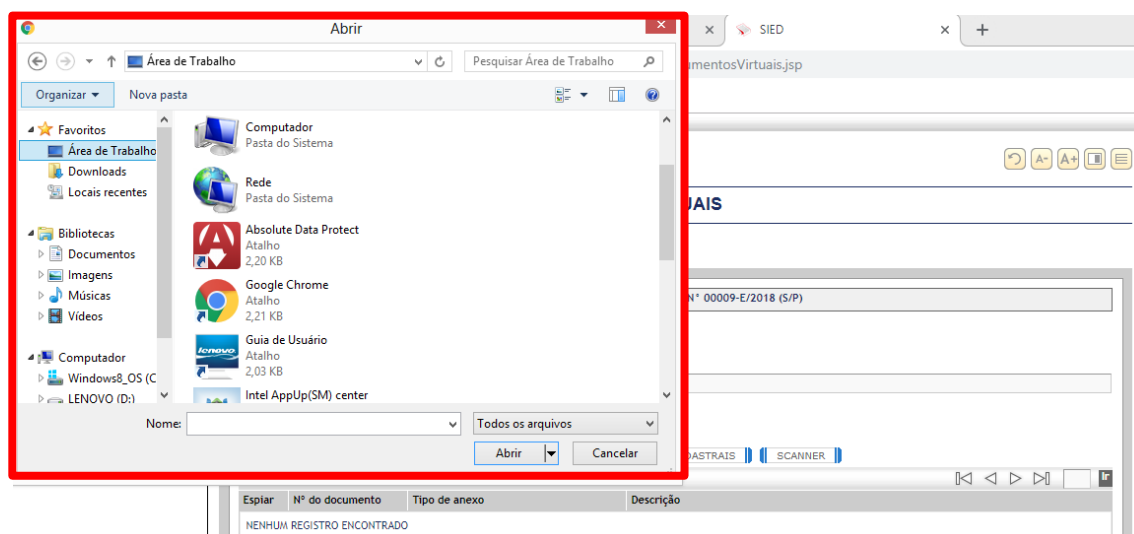 Abrir
SIED
Área de Trabalho
Pesquisar Área de Trabalho
umentosVirtuais.jsp
Organizar
Nova pasta
Favoritos
Área de Trabalho
Downloads
Locais recentes
Bibliotecas
Documentos
Imagens
Músicas
Vídeos
Computador
Windows8_OS (C
LENOVO (D:)
Computador
Pasta do Sistema
Rede
Pasta do Sistema
Absolute Data Protect
Atalho
2,20 KB
Google Chrome
Atalho
2,21 KB
lenovo
Guia de Usuário
Atalho
2,03 KB
Intel AppUp(SM) center
Nome:
Todos os arquivos
Abrir
Cancelar
A- A+
UAIS
N° 00009-E/2018 (S/P)
DASTRAIS SCANNER
Ir
Espiar Nº do documento Tipo de anexo Descrição
NENHUM REGISTRO ENCONTRADO